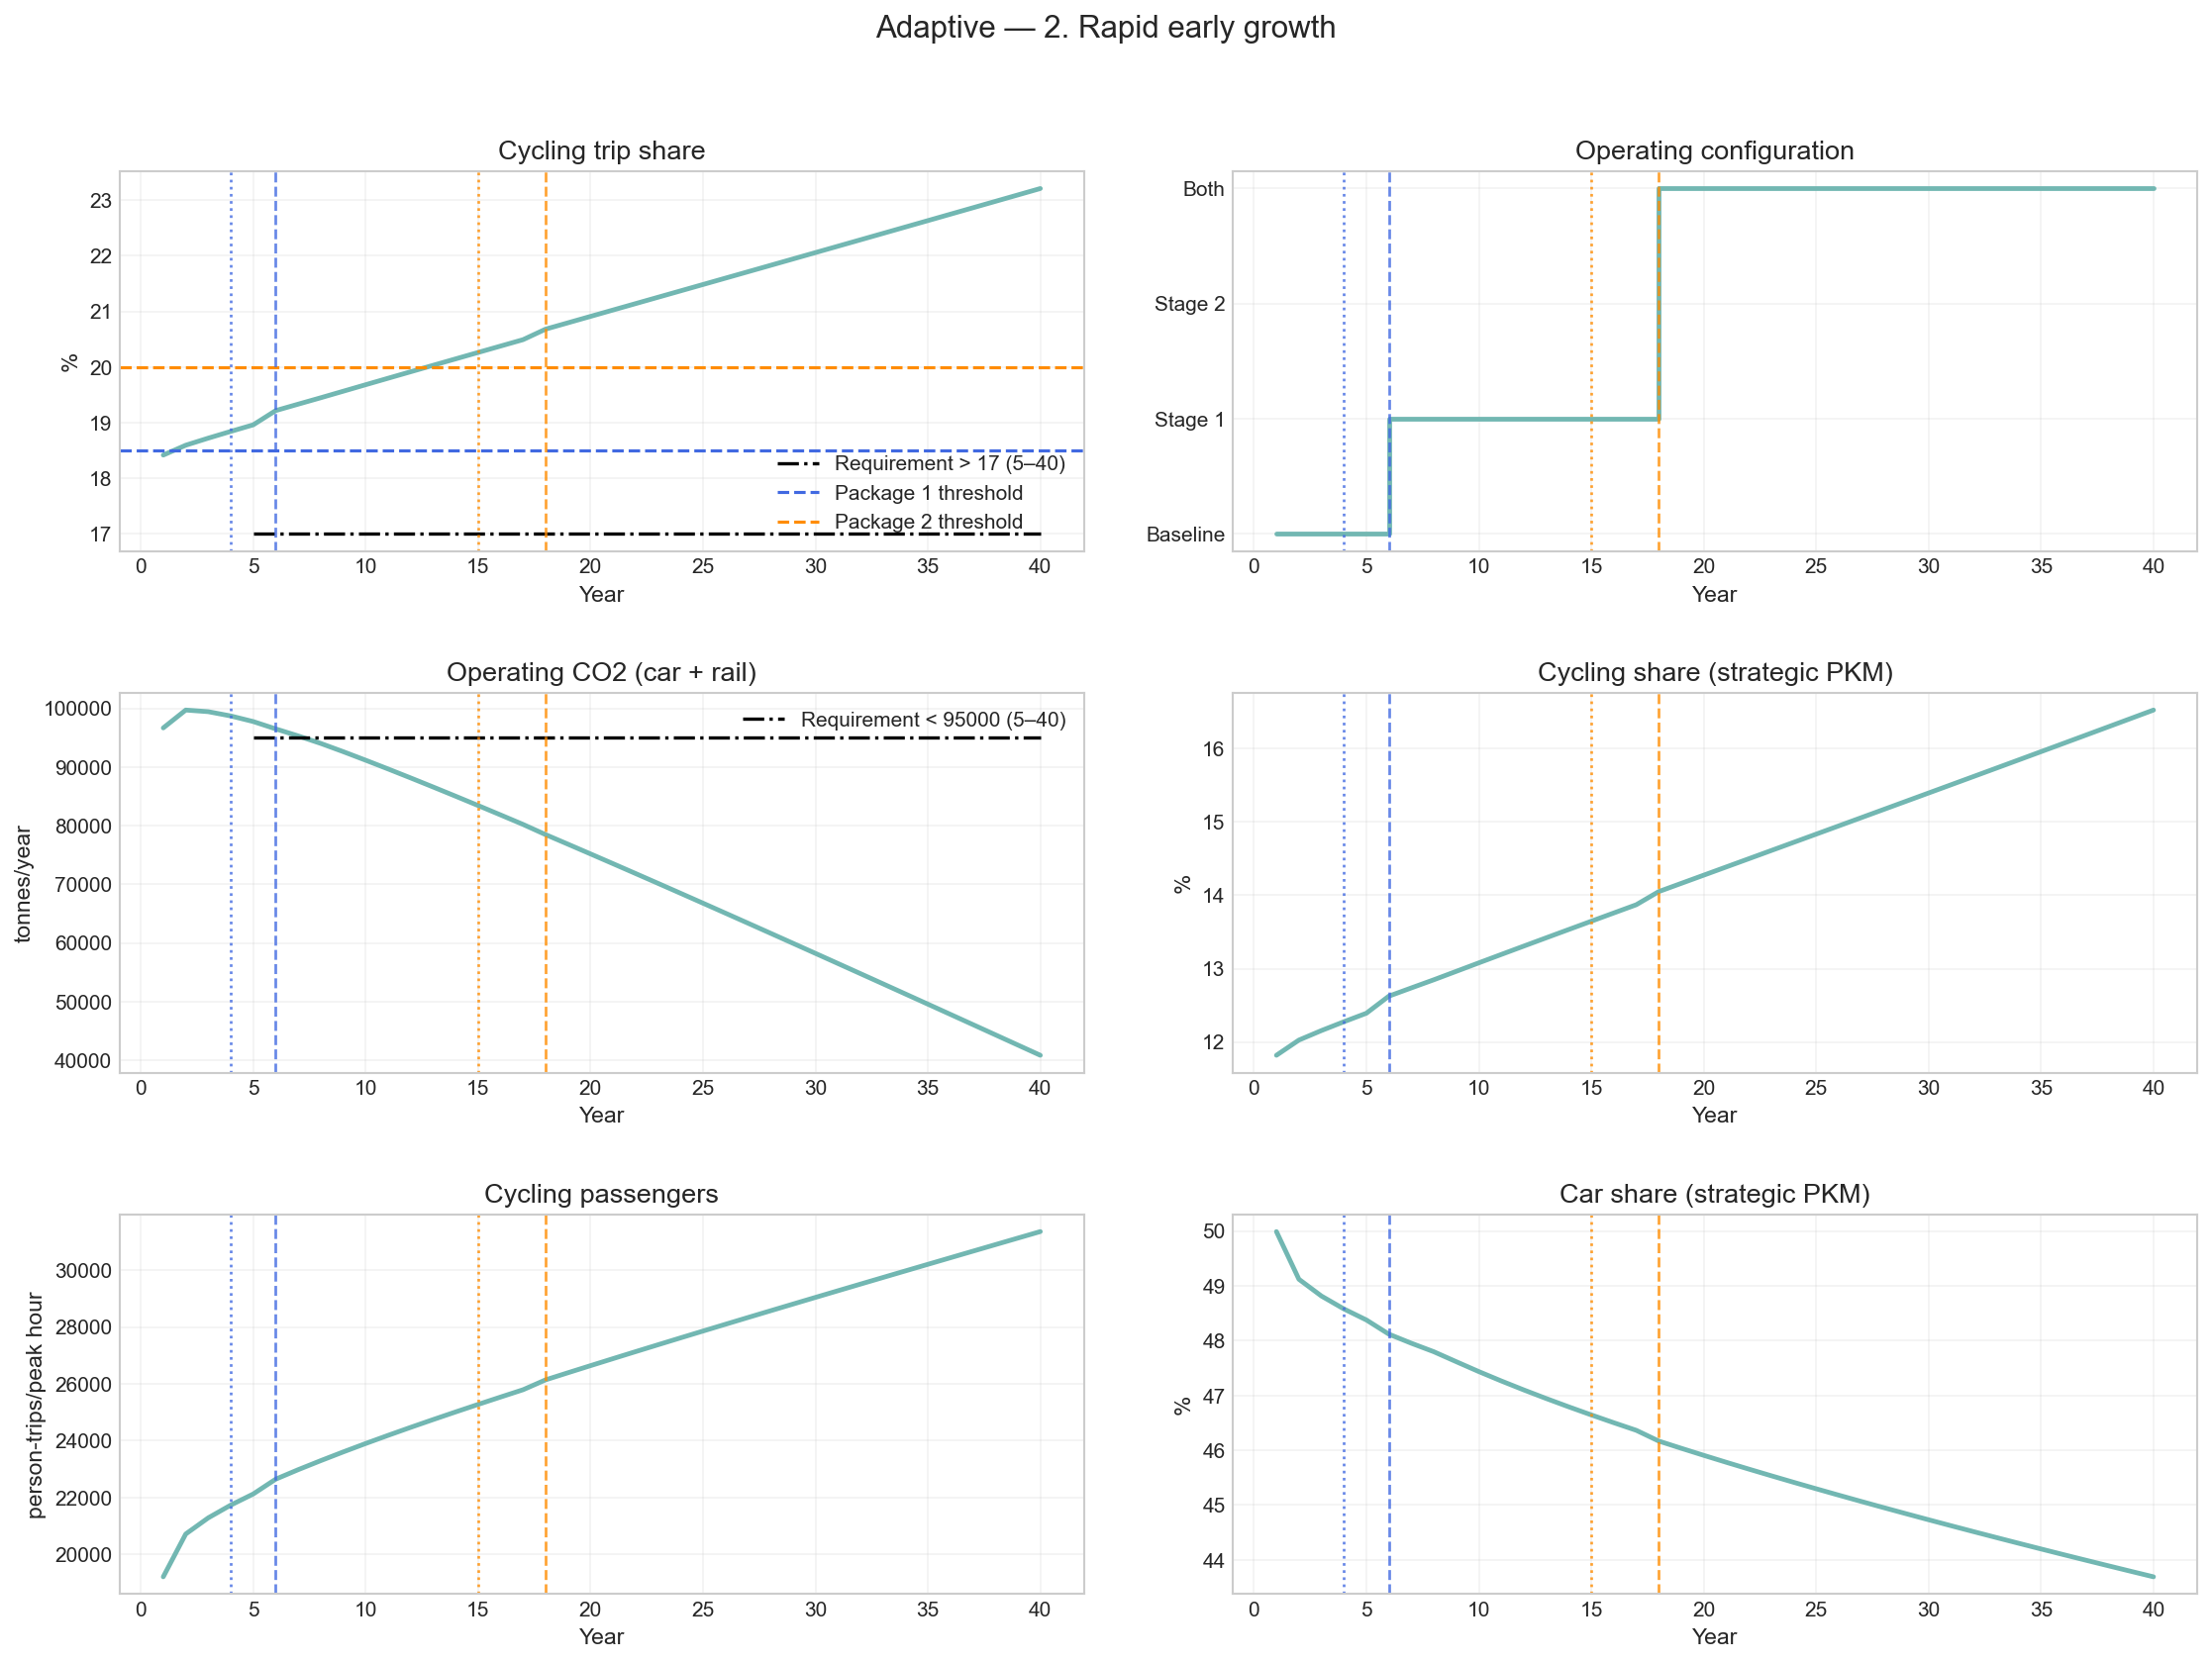 Adaptive — 2. Rapid early growth
Cycling trip share
%
23
22
21
20
19
18
17
Requirement > 17 (5–40)
Package 1 threshold
Package 2 threshold
0 5 10 15 20 25 30 35 40
Year
Operating configuration
Both
Stage 2
Stage 1
Baseline
0 5 10 15 20 25 30 35 40
Year
Operating CO2 (car + rail)
tonnes/year
100000
90000
80000
70000
60000
50000
40000
Requirement < 95000 (5–40)
0 5 10 15 20 25 30 35 40
Year
Cycling share (strategic PKM)
%
16
15
14
13
12
0 5 10 15 20 25 30 35 40
Year
Cycling passengers
person-trips/peak hour
30000
28000
26000
24000
22000
20000
0 5 10 15 20 25 30 35 40
Year
Car share (strategic PKM)
%
50
49
48
47
46
45
44
0 5 10 15 20 25 30 35 40
Year